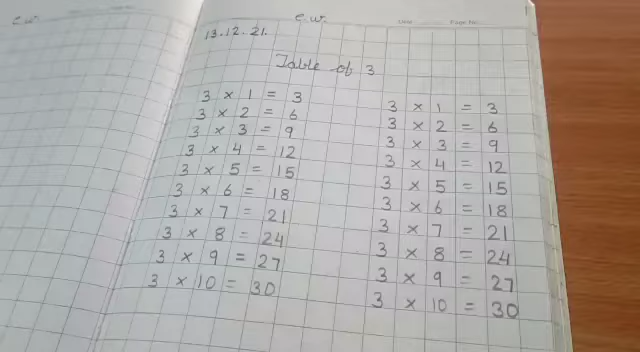 c.w.
c.w.
Date Page No.
13.12.21.
Table of 3
3 x 1 = 3
3 x 2 = 6
3 x 3 = 9
3 x 4 = 12
3 x 5 = 15
3 x 6 = 18
3 x 7 = 21
3 x 8 = 24
3 x 9 = 27
3 x 10 = 30
3 x 1 = 3
3 x 2 = 6
3 x 3 = 9
3 x 4 = 12
3 x 5 = 15
3 x 6 = 18
3 x 7 = 21
3 x 8 = 24
3 x 9 = 27
3 x 10 = 30